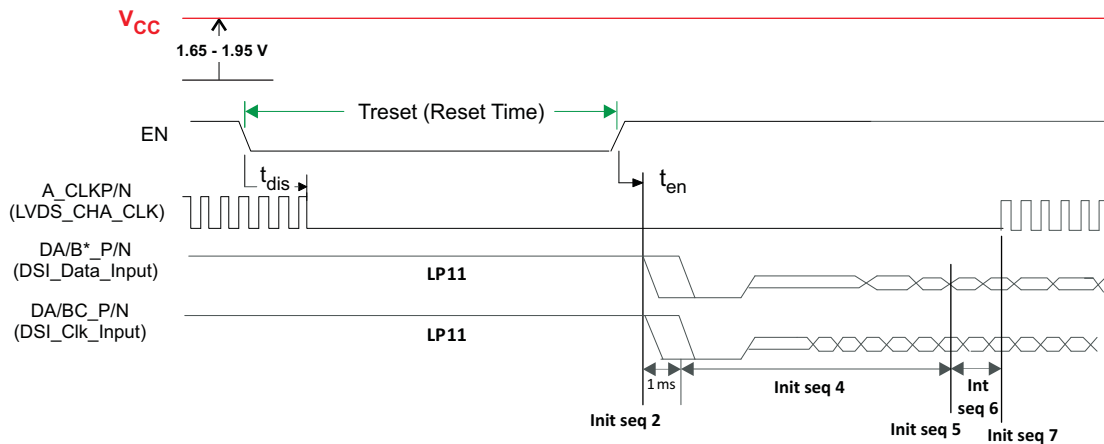 VCC
1.65 - 1.95 V
Treset (Reset Time)
EN
tdis
ten
A_CLKP/N
(LVDS_CHA_CLK)
DA/B*_P/N
(DSI_Data_Input)
LP11
DA/BC_P/N
(DSI_Clk_Input)
LP11
1 ms
Init seq 4
Int
seq 6
Init seq 2
Init seq 5
Init seq 7